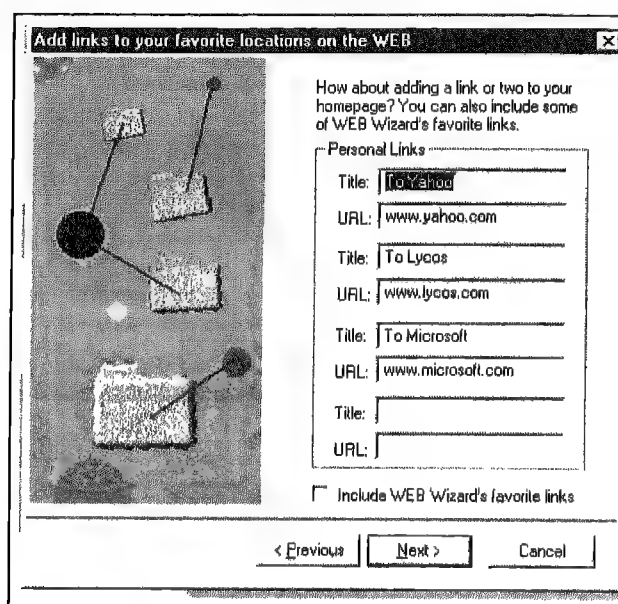 Add links to your favorite locations on the WEB
How about adding a link or two to your
homepage? You can also include some
of WEB Wizard's favorite links.
Personal Links
Title: To Yahoo
URL: www.yahoo.com
Title: To Lycos
URL: www.lycos.com
Title: To Microsoft
URL: www.microsoft.com
Title:
URL:
Include WEB Wizard's favorite links
< Previous Next > Cancel